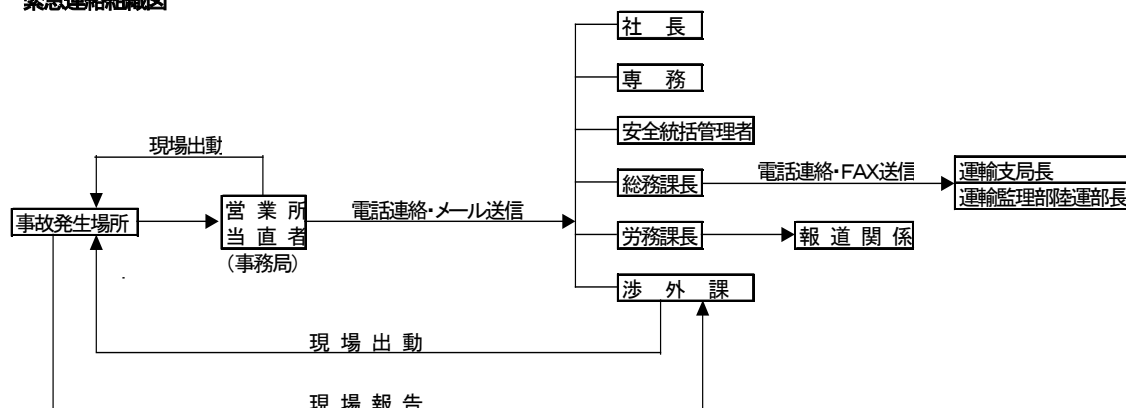 緊急連絡組織図
社 長
専 務
安全統括管理者
現場出動
総務課長
電話連絡・FAX送信
運輸支局長
運輸監理部陸運部長
事故発生場所
営 業 所
当 直 者
(事務局)
電話連絡・メール送信
労務課長
報 道 関 係
渉 外 課
現 場 出 動
現 場 報 告